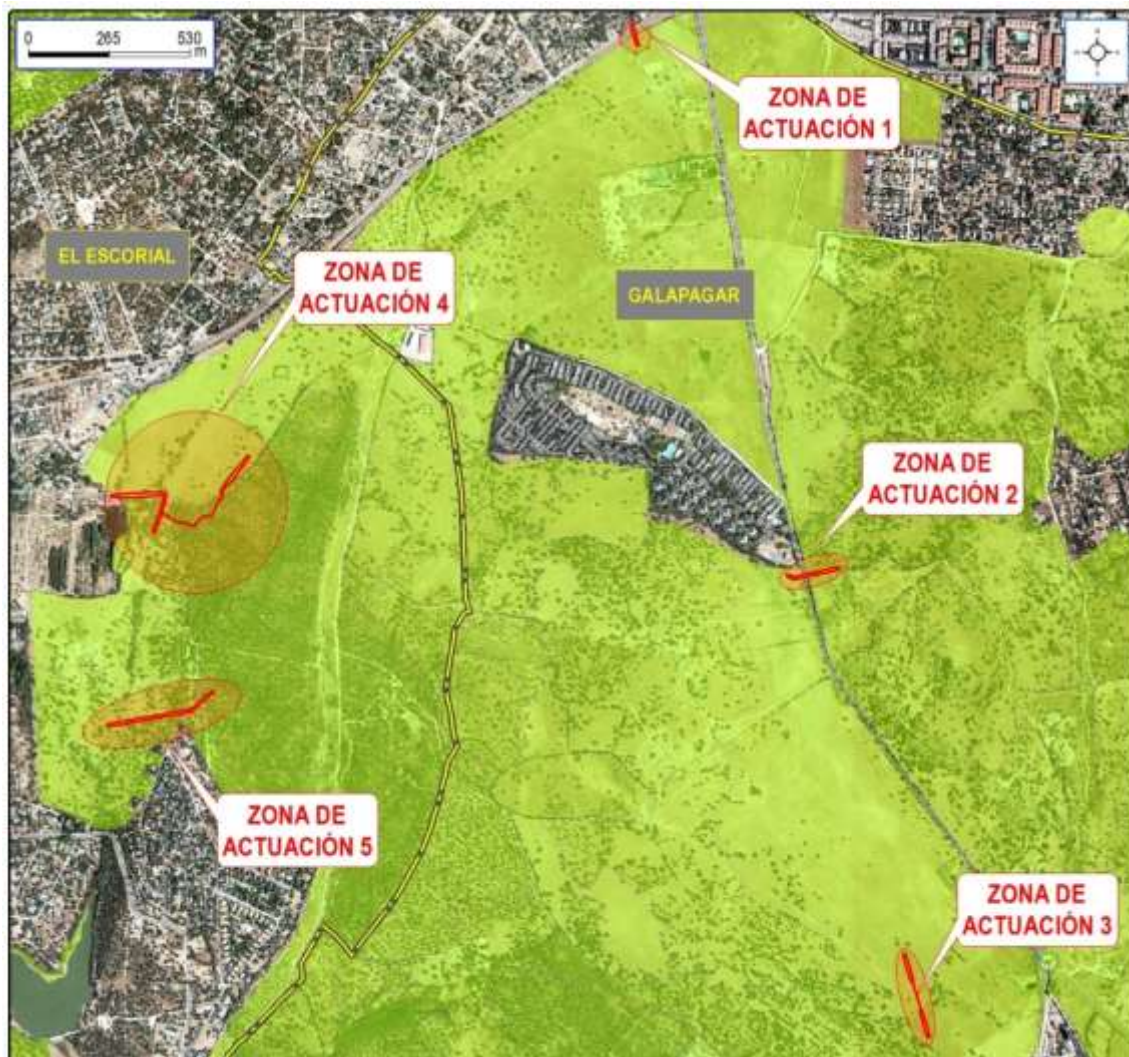 0 265 530
m
ZONA DE
ACTUACIÓN 1
EL ESCORIAL
ZONA DE
ACTUACIÓN 4
GALAPAGAR
ZONA DE
ACTUACIÓN 2
ZONA DE
ACTUACIÓN 5
ZONA DE
ACTUACIÓN 3